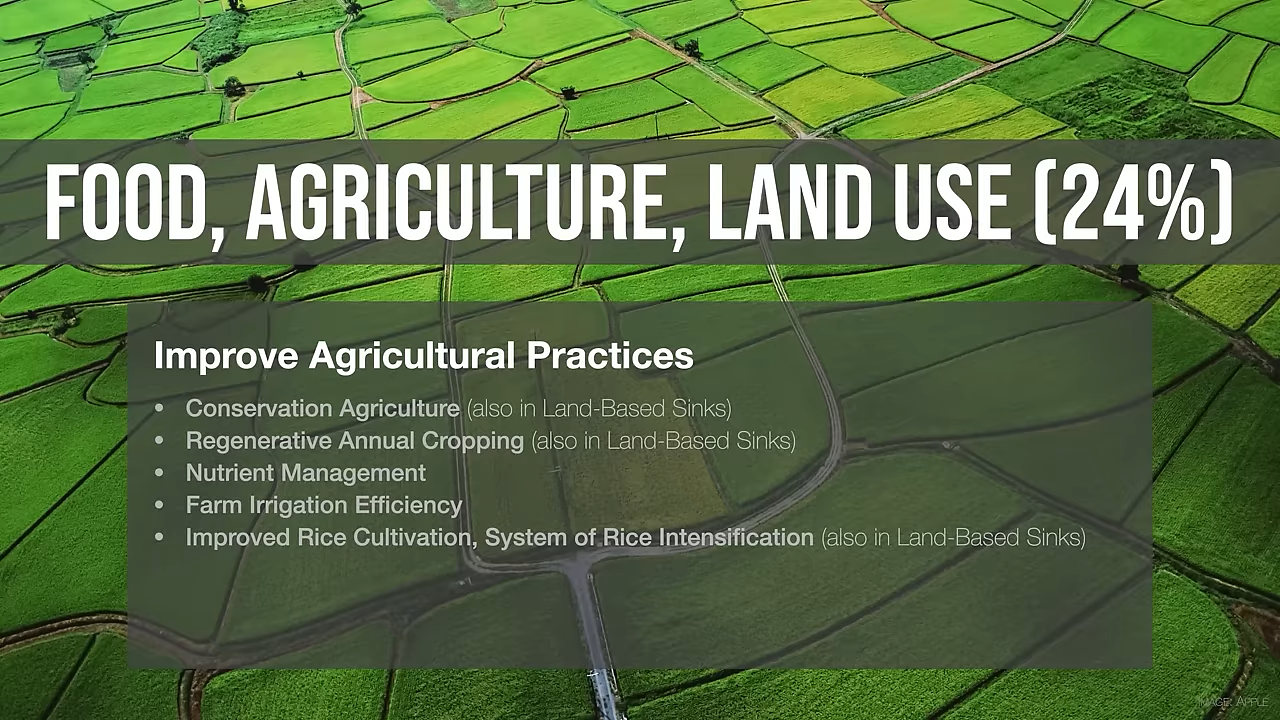 FOOD, AGRICULTURE, LAND USE (24%)
Improve Agricultural Practices
• Conservation Agriculture (also in Land-Based Sinks)
• Regenerative Annual Cropping (also in Land-Based Sinks)
• Nutrient Management
• Farm Irrigation Efficiency
• Improved Rice Cultivation, System of Rice Intensification (also in Land-Based Sinks)
IMAGE: APPLE